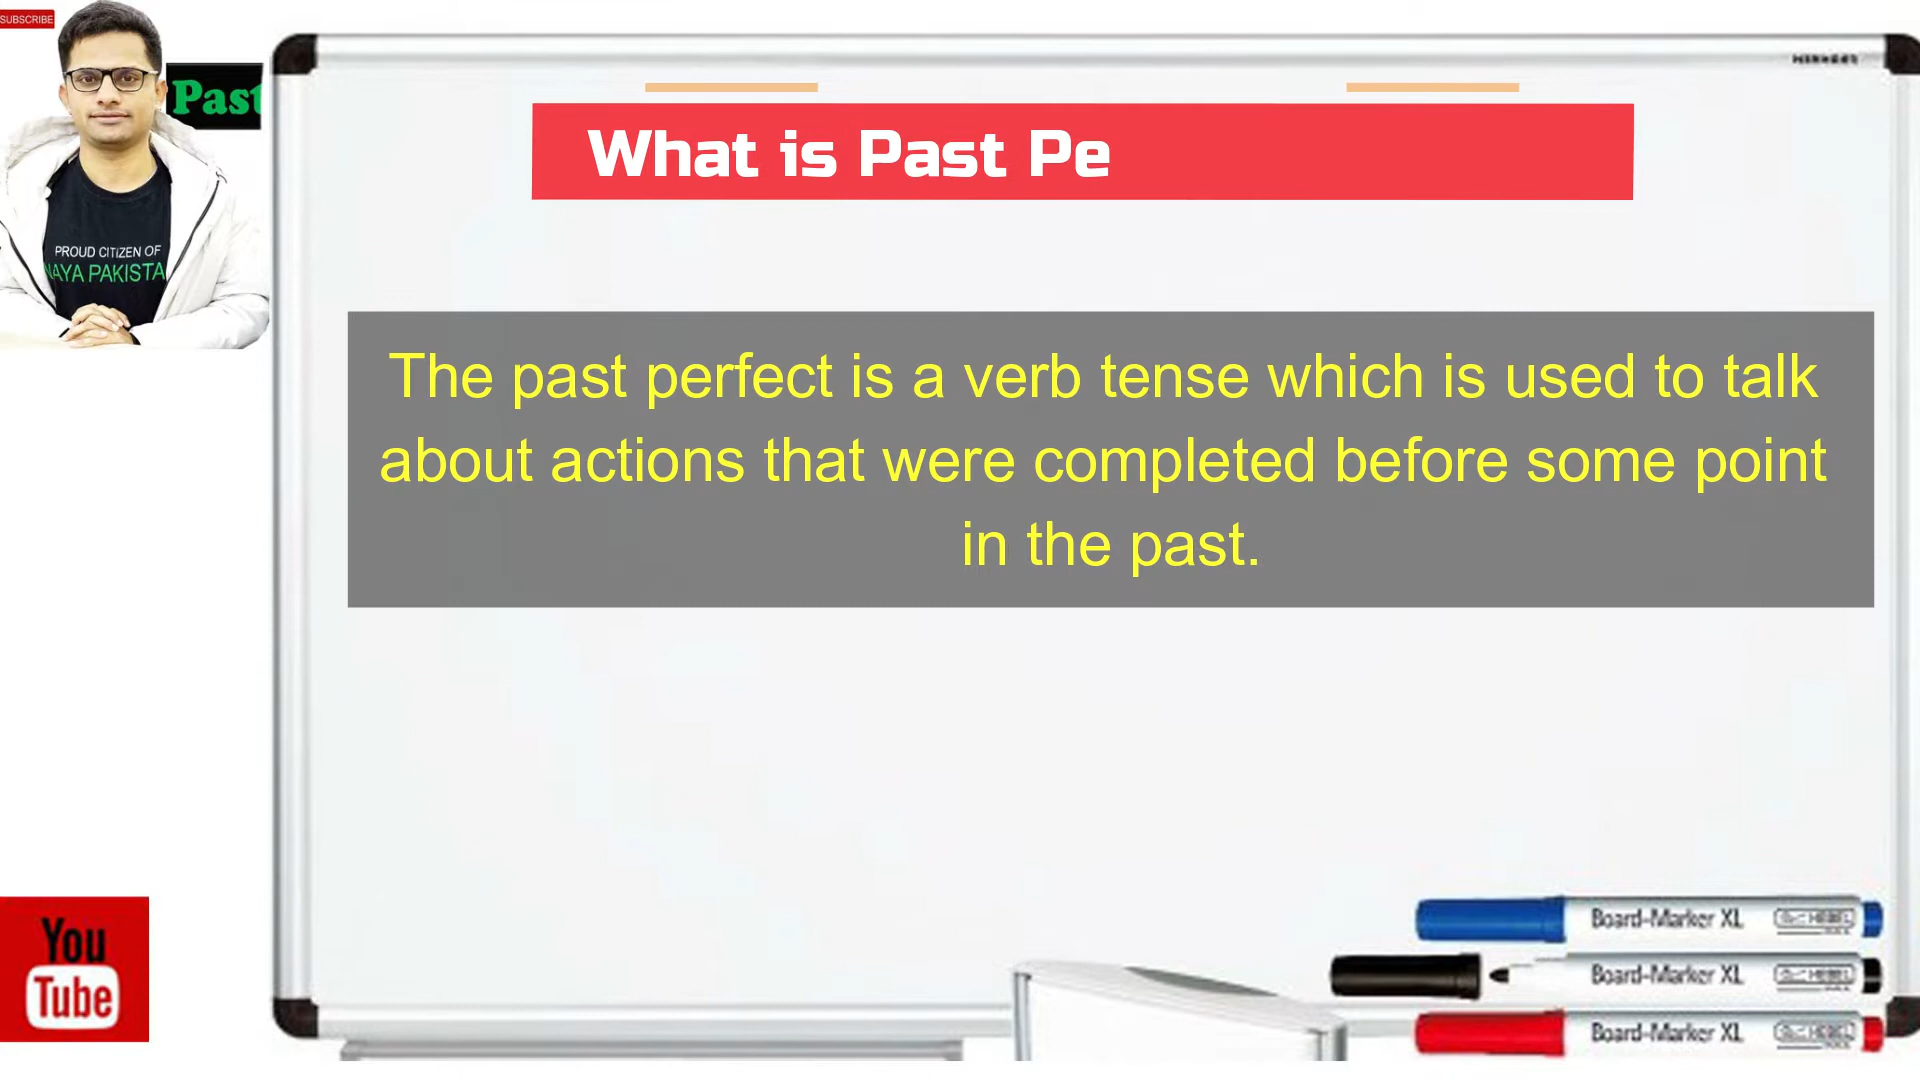 SUBSCRIBE
Past
What is Past Pe
PROUD CITIZEN OF
NAYA PAKISTA
The past perfect is a verb tense which is used to talk
about actions that were completed before some point
in the past.
You
Tube
Board-Marker XL
Board-Marker XL
Board-Marker XL